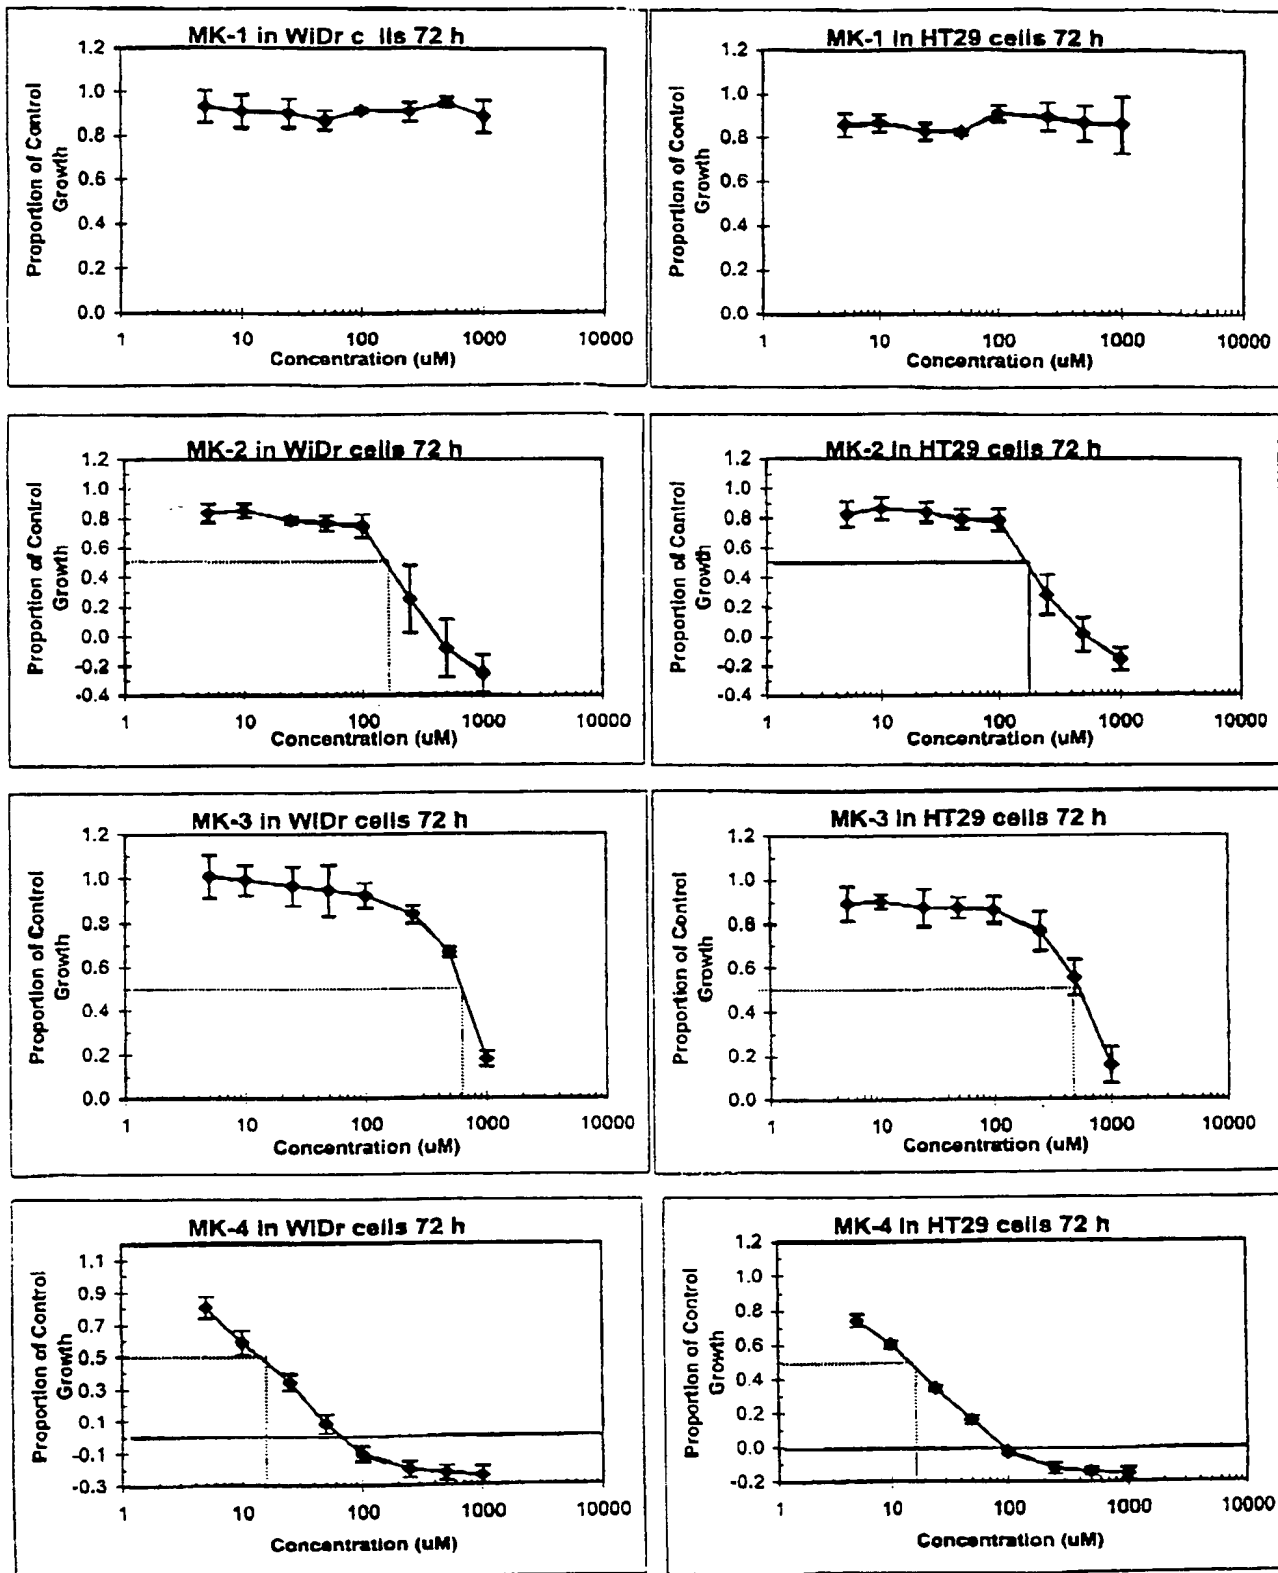 MK-1 in WiDr c lls 72 h
1.2
1.0
0.8
0.6
0.4
0.2
0.0
Proportion of Control
Growth
1 10 100 1000 10000
Concentration (uM)
MK-1 in HT29 cells 72 h
1.2
1.0
0.8
0.6
0.4
0.2
0.0
Proportion of Control
Growth
1 10 100 1000 10000
Concentration (uM)
MK-2 in WiDr cells 72 h
1.2
1.0
0.8
0.6
0.4
0.2
0.0
-0.2
-0.4
Proportion of Control
Growth
1 10 100 1000 10000
Concentration (uM)
MK-2 in HT29 cells 72 h
1.2
1.0
0.8
0.6
0.4
0.2
0.0
-0.2
-0.4
Proportion of Control
Growth
1 10 100 1000 10000
Concentration (uM)
MK-3 in WiDr cells 72 h
1.2
1.0
0.8
0.6
0.4
0.2
0.0
Proportion of Control
Growth
1 10 100 1000 10000
Concentration (uM)
MK-3 in HT29 cells 72 h
1.2
1.0
0.8
0.6
0.4
0.2
0.0
Proportion of Control
Growth
1 10 100 1000 10000
Concentration (uM)
MK-4 in WiDr cells 72 h
1.1
0.9
0.7
0.5
0.3
0.1
-0.1
-0.3
Proportion of Control
Growth
1 10 100 1000 10000
Concentration (uM)
MK-4 in HT29 cells 72 h
1.2
1.0
0.8
0.6
0.4
0.2
0.0
-0.2
Proportion of Control
Growth
1 10 100 1000 10000
Concentration (uM)